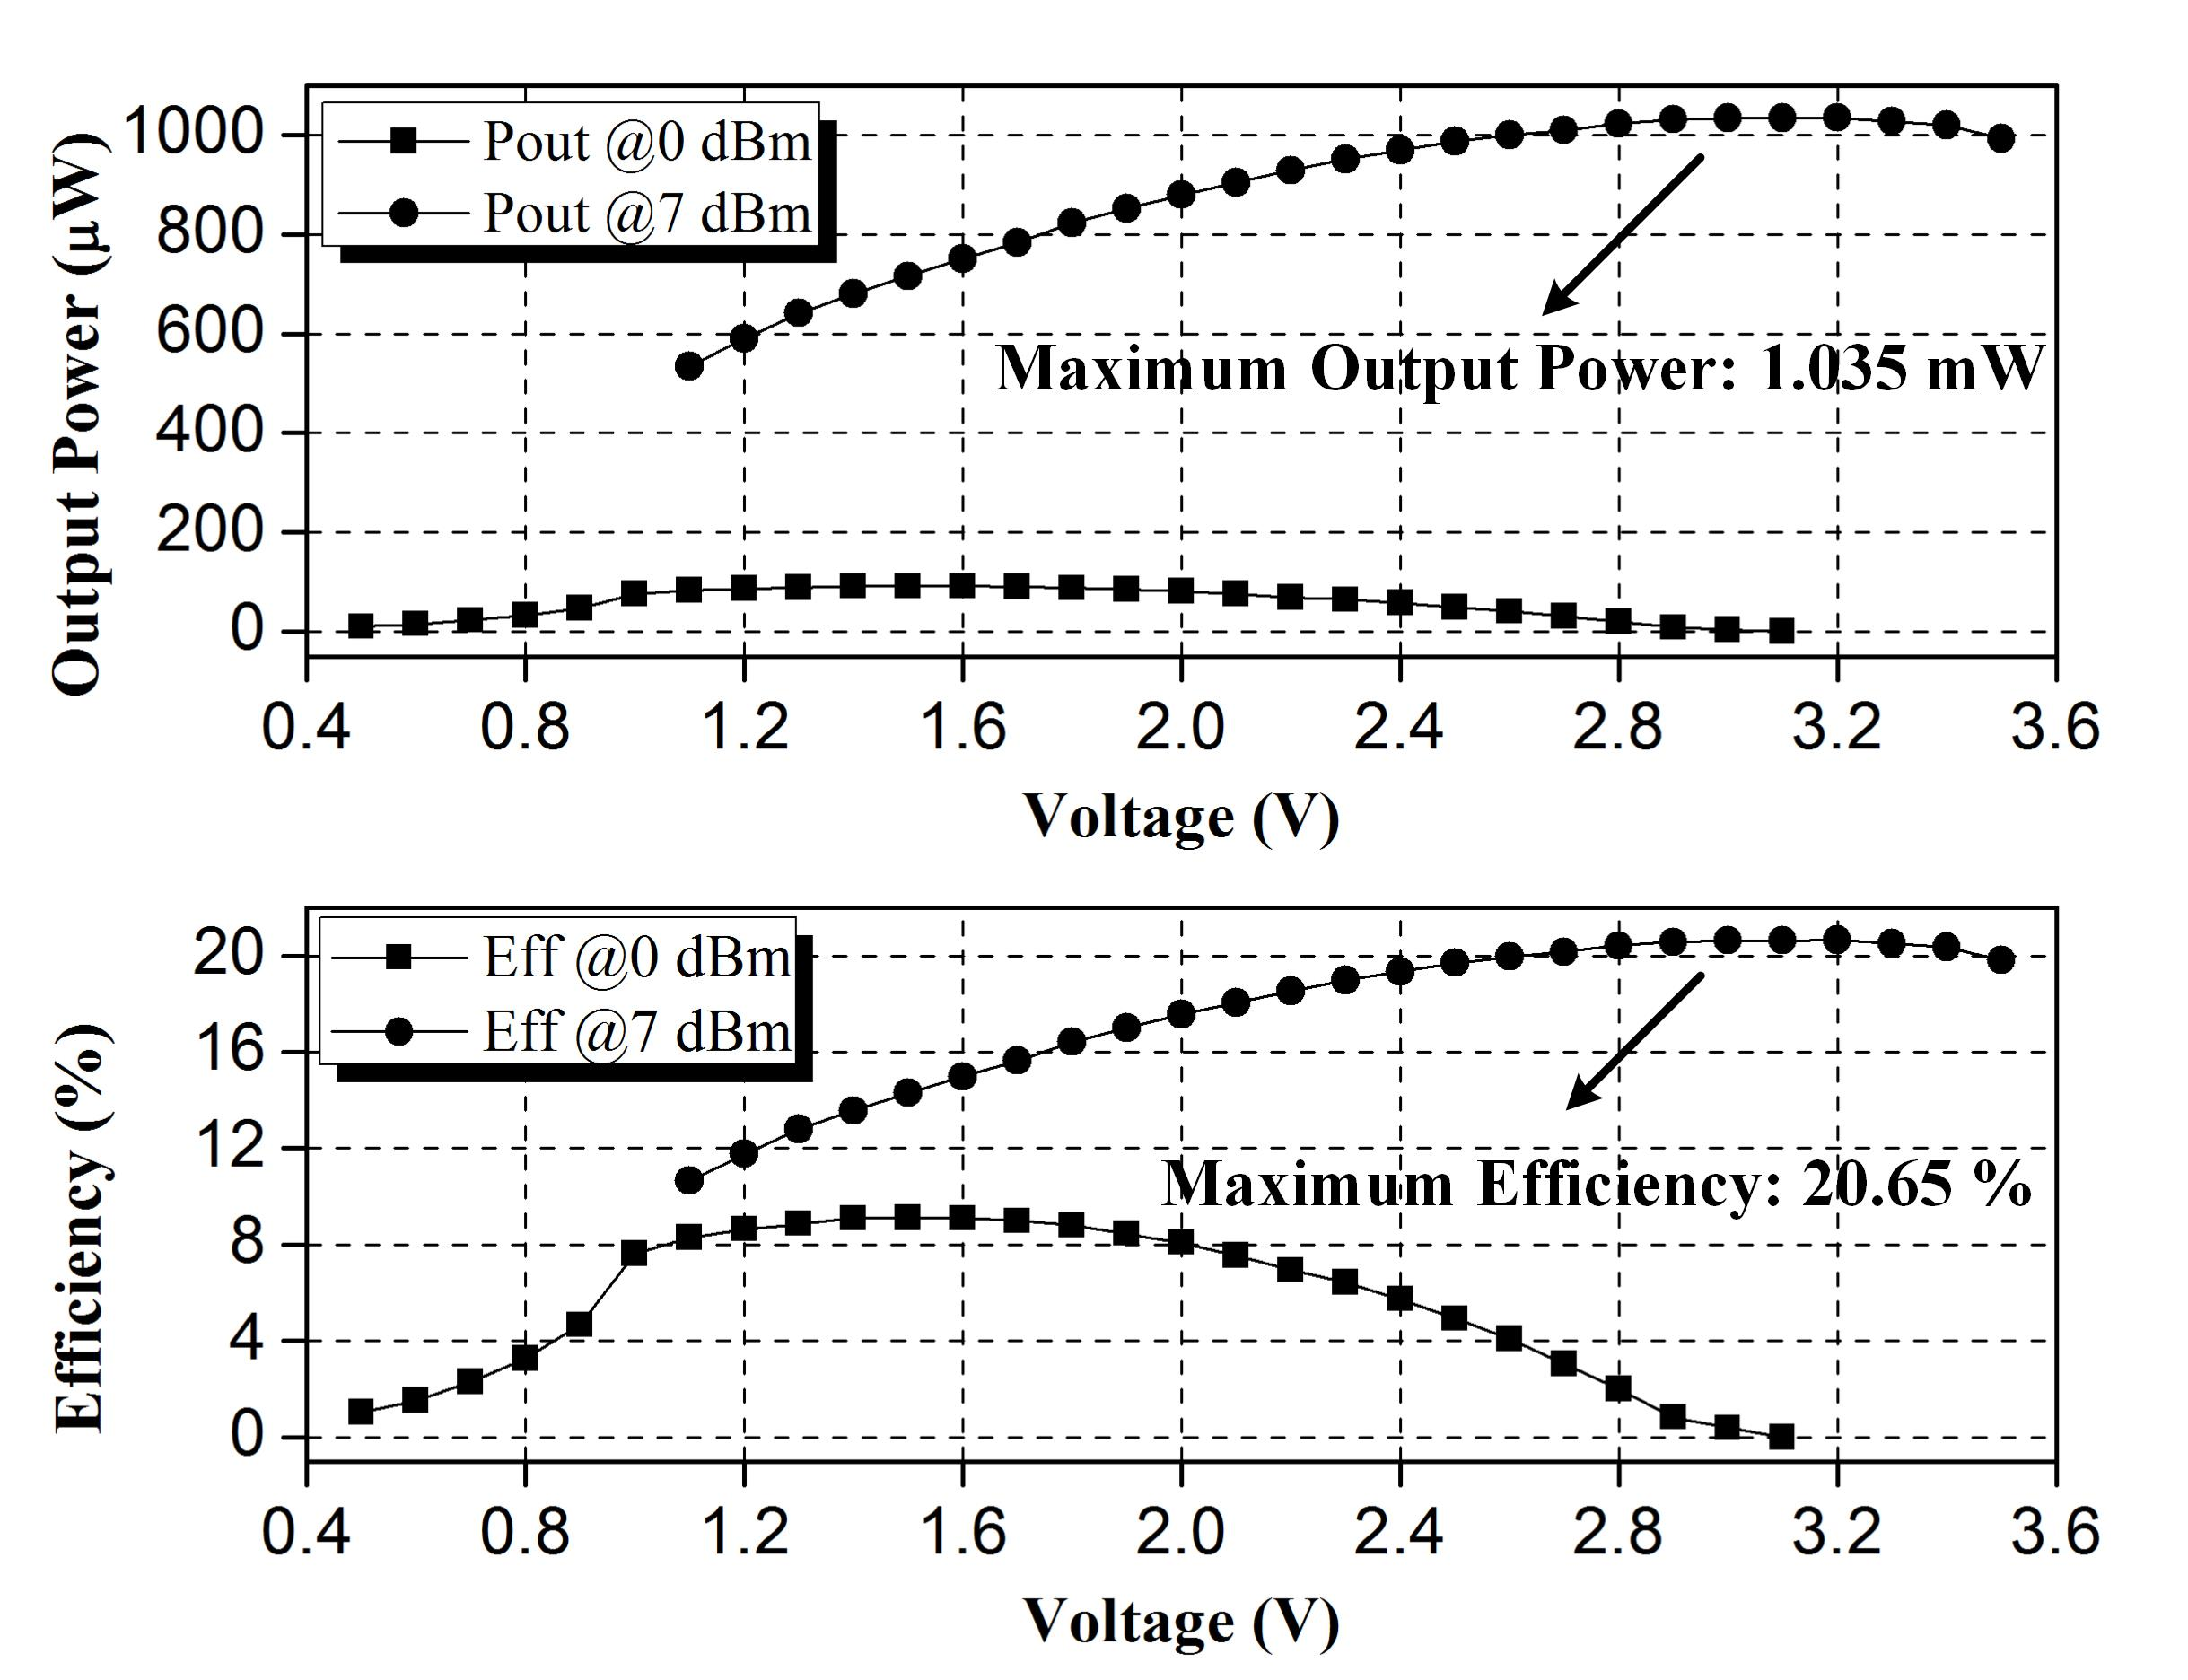 Pout @0 dBm
Pout @7 dBm
1000
800
600
400
200
0
Output Power (μW)
Maximum Output Power: 1.035 mW
0.4 0.8 1.2 1.6 2.0 2.4 2.8 3.2 3.6
Voltage (V)
Eff @0 dBm
Eff @7 dBm
20
16
12
8
4
0
Efficiency (%)
Maximum Efficiency: 20.65 %
0.4 0.8 1.2 1.6 2.0 2.4 2.8 3.2 3.6
Voltage (V)